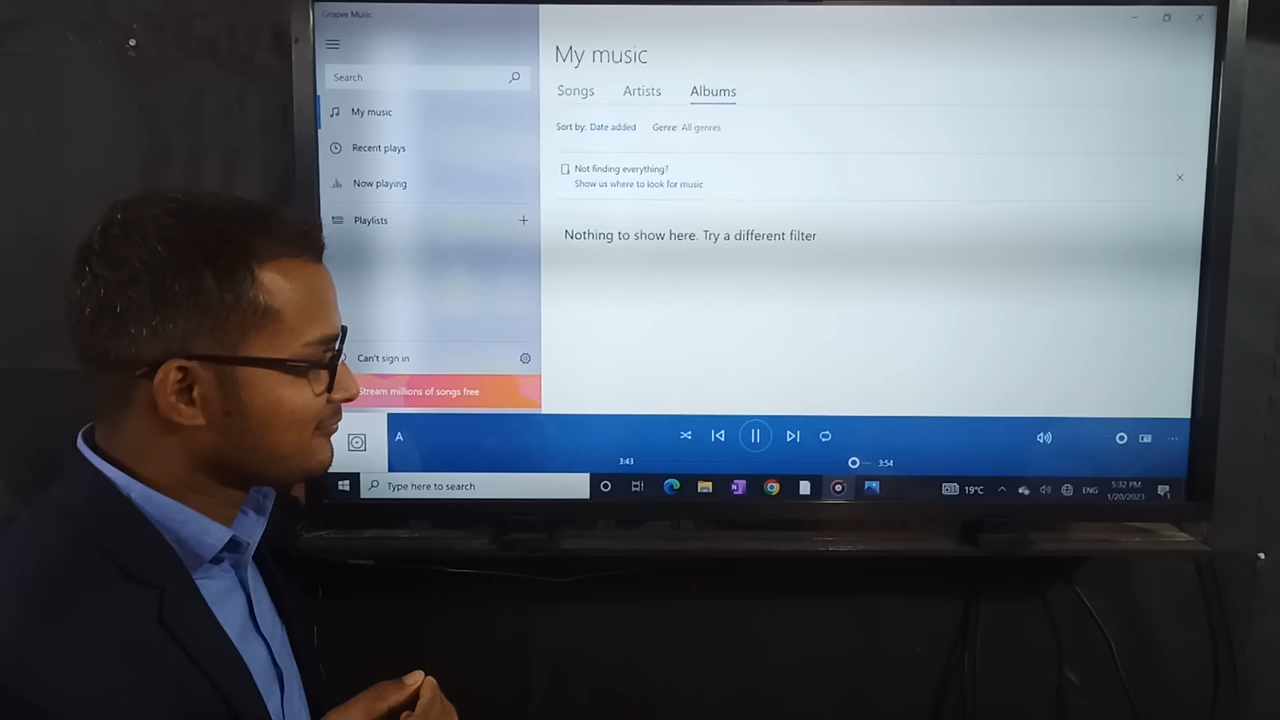 Groove Music
Search
My music
Recent plays
Now playing
Playlists
Can't sign in
Stream millions of songs free
My music
Songs Artists Albums
Sort by: Date added Genre: All genres
Not finding everything?
Show us where to look for music
Nothing to show here. Try a different filter.
A
3:43 3:54
Type here to search
19°C ENG
5:32 PM
1/20/2023